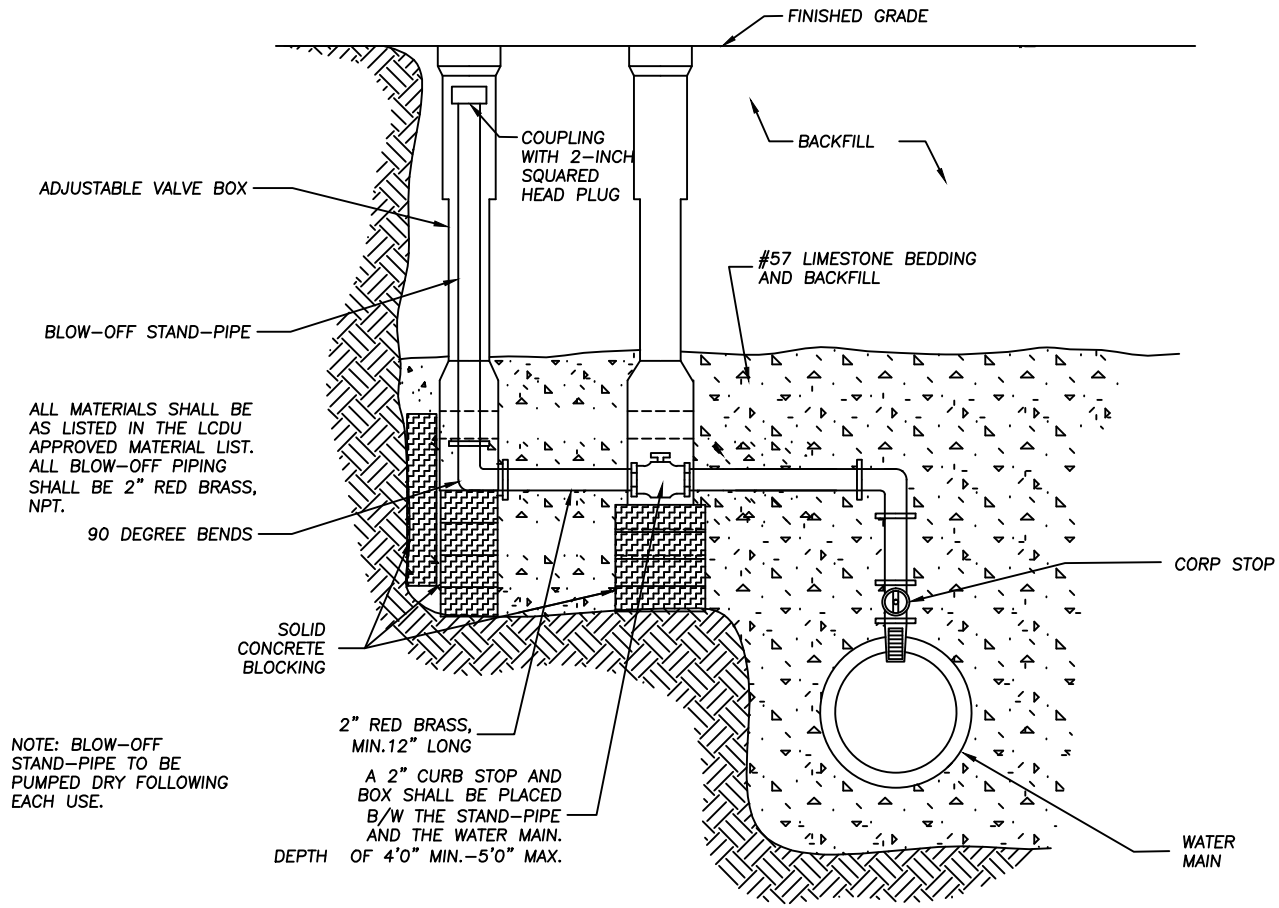 FINISHED GRADE
COUPLING
WITH 2-INCH
SQUARED
HEAD PLUG
BACKFILL
ADJUSTABLE VALVE BOX
#57 LIMESTONE BEDDING
AND BACKFILL
BLOW-OFF STAND-PIPE
ALL MATERIALS SHALL BE
AS LISTED IN THE LCDU
APPROVED MATERIAL LIST.
ALL BLOW-OFF PIPING
SHALL BE 2" RED BRASS,
NPT.
90 DEGREE BENDS
CORP STOP
SOLID
CONCRETE
BLOCKING
2" RED BRASS,
MIN.12" LONG
NOTE: BLOW-OFF
STAND-PIPE TO BE
PUMPED DRY FOLLOWING
EACH USE.
A 2" CURB STOP AND
BOX SHALL BE PLACED
B/W THE STAND-PIPE
AND THE WATER MAIN.
DEPTH OF 4'0" MIN.-5'0" MAX.
WATER
MAIN